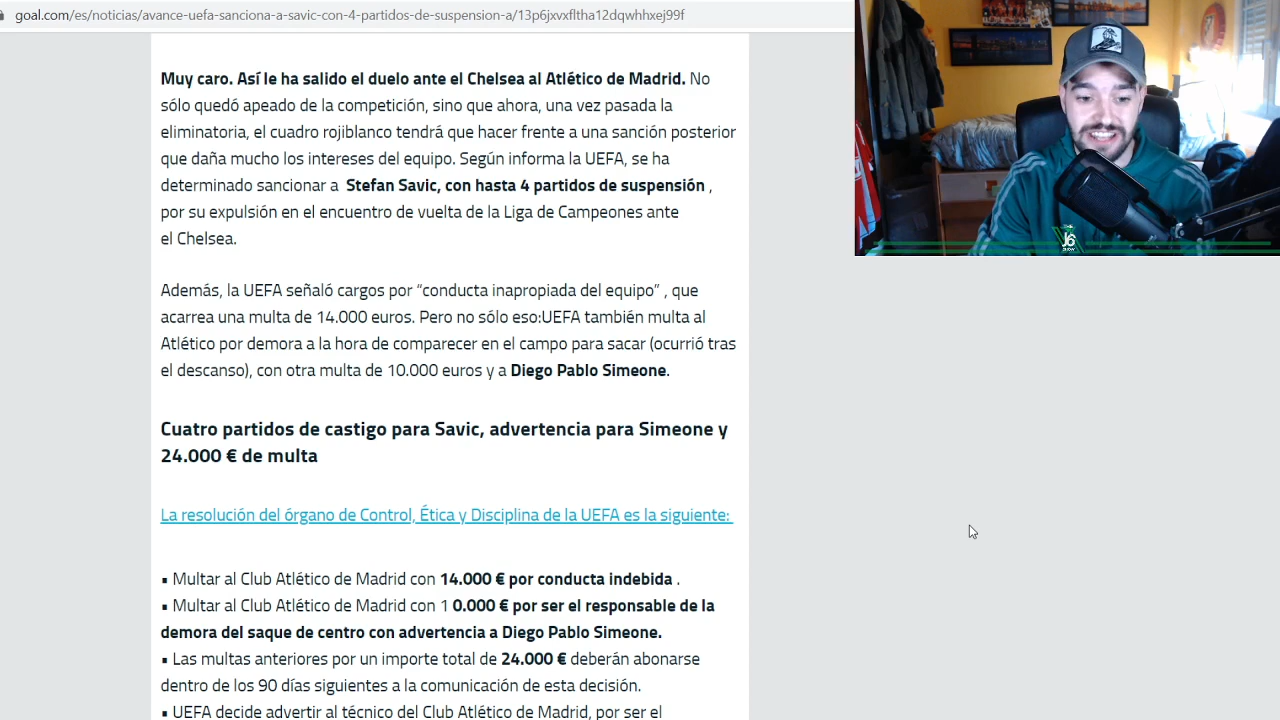 goal.com/es/noticias/avance-uefa-sanciona-a-savic-con-4-partidos-de-suspension-a/13p6jxvxfltha12dqwhhxej99f
Muy caro. Así le ha salido el duelo ante el Chelsea al Atlético de Madrid. No
sólo quedó apeado de la competición, sino que ahora, una vez pasada la
eliminatoria, el cuadro rojiblanco tendrá que hacer frente a una sanción posterior
que daña mucho los intereses del equipo. Según informa la UEFA, se ha
determinado sancionar a Stefan Savic, con hasta 4 partidos de suspensión ,
por su expulsión en el encuentro de vuelta de la Liga de Campeones ante
el Chelsea.
Además, la UEFA señaló cargos por “conducta inapropiada del equipo” , que
acarrea una multa de 14.000 euros. Pero no sólo eso:UEFA también multa al
Atlético por demora a la hora de comparecer en el campo para sacar (ocurrió tras
el descanso), con otra multa de 10.000 euros y a Diego Pablo Simeone.
Cuatro partidos de castigo para Savic, advertencia para Simeone y
24.000 € de multa
La resolución del órgano de Control, Ética y Disciplina de la UEFA es la siguiente:
▪ Multar al Club Atlético de Madrid con 14.000 € por conducta indebida .
▪ Multar al Club Atlético de Madrid con 1 0.000 € por ser el responsable de la
demora del saque de centro con advertencia a Diego Pablo Simeone.
▪ Las multas anteriores por un importe total de 24.000 € deberán abonarse
dentro de los 90 días siguientes a la comunicación de esta decisión.
▪ UEFA decide advertir al técnico del Club Atlético de Madrid, por ser el
J6